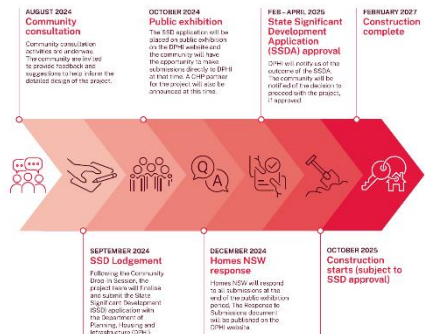 AUGUST 2024
Community
consultation
Community consultation
activities are underway.
The community are invited
to provide feedback and
suggestions to help inform the
detailed design of the project.
OCTOBER 2024
Public exhibition
The SSD application will be
placed on public exhibition
on the DPHI website and
the community will have
the opportunity to make
submissions directly to DPHI
at that time. A CHP partner
for the project will also be
announced at this time.
FEB – APRIL 2025
State Significant
Development
Application
(SSDA) approval
DPHI will notify us of the
outcome of the SSDA.
The community will be
notified of the decision to
proceed with the project,
if approved
FEBRUARY 2027
Construction
complete
Q
A
SEPTEMBER 2024
SSD Lodgement
Following the Community
Drop-In Session, the
project team will finalise
and submit the State
Significant Development
(SSD) application with
the Department of
Planning, Housing and
Infrastructure (DPHI).
DECEMBER 2024
Homes NSW
response
Homes NSW will respond
to all submissions at the
end of the public exhibition
period. The Response to
Submissions document
will be published on the
DPHI website.
OCTOBER 2025
Construction
starts (subject to
SSD approval)